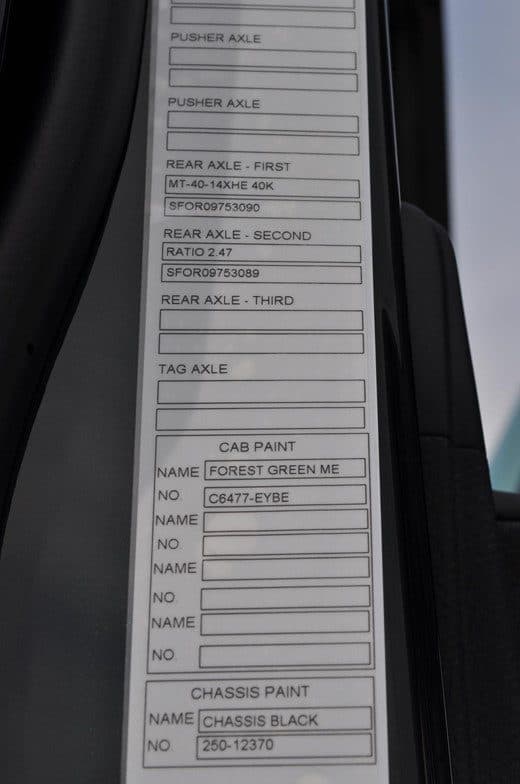 PUSHER AXLE
PUSHER AXLE
REAR AXLE - FIRST
MT-40-14XHE 40K
SFOR09753090
REAR AXLE - SECOND
RATIO 2.47
SFOR09753089
REAR AXLE - THIRD
TAG AXLE
CAB PAINT
NAME FOREST GREEN ME
NO. C6477-EYBE
NAME
NO.
NAME
NO.
NAME
NO.
CHASSIS PAINT
NAME CHASSIS BLACK
NO. 250-12370